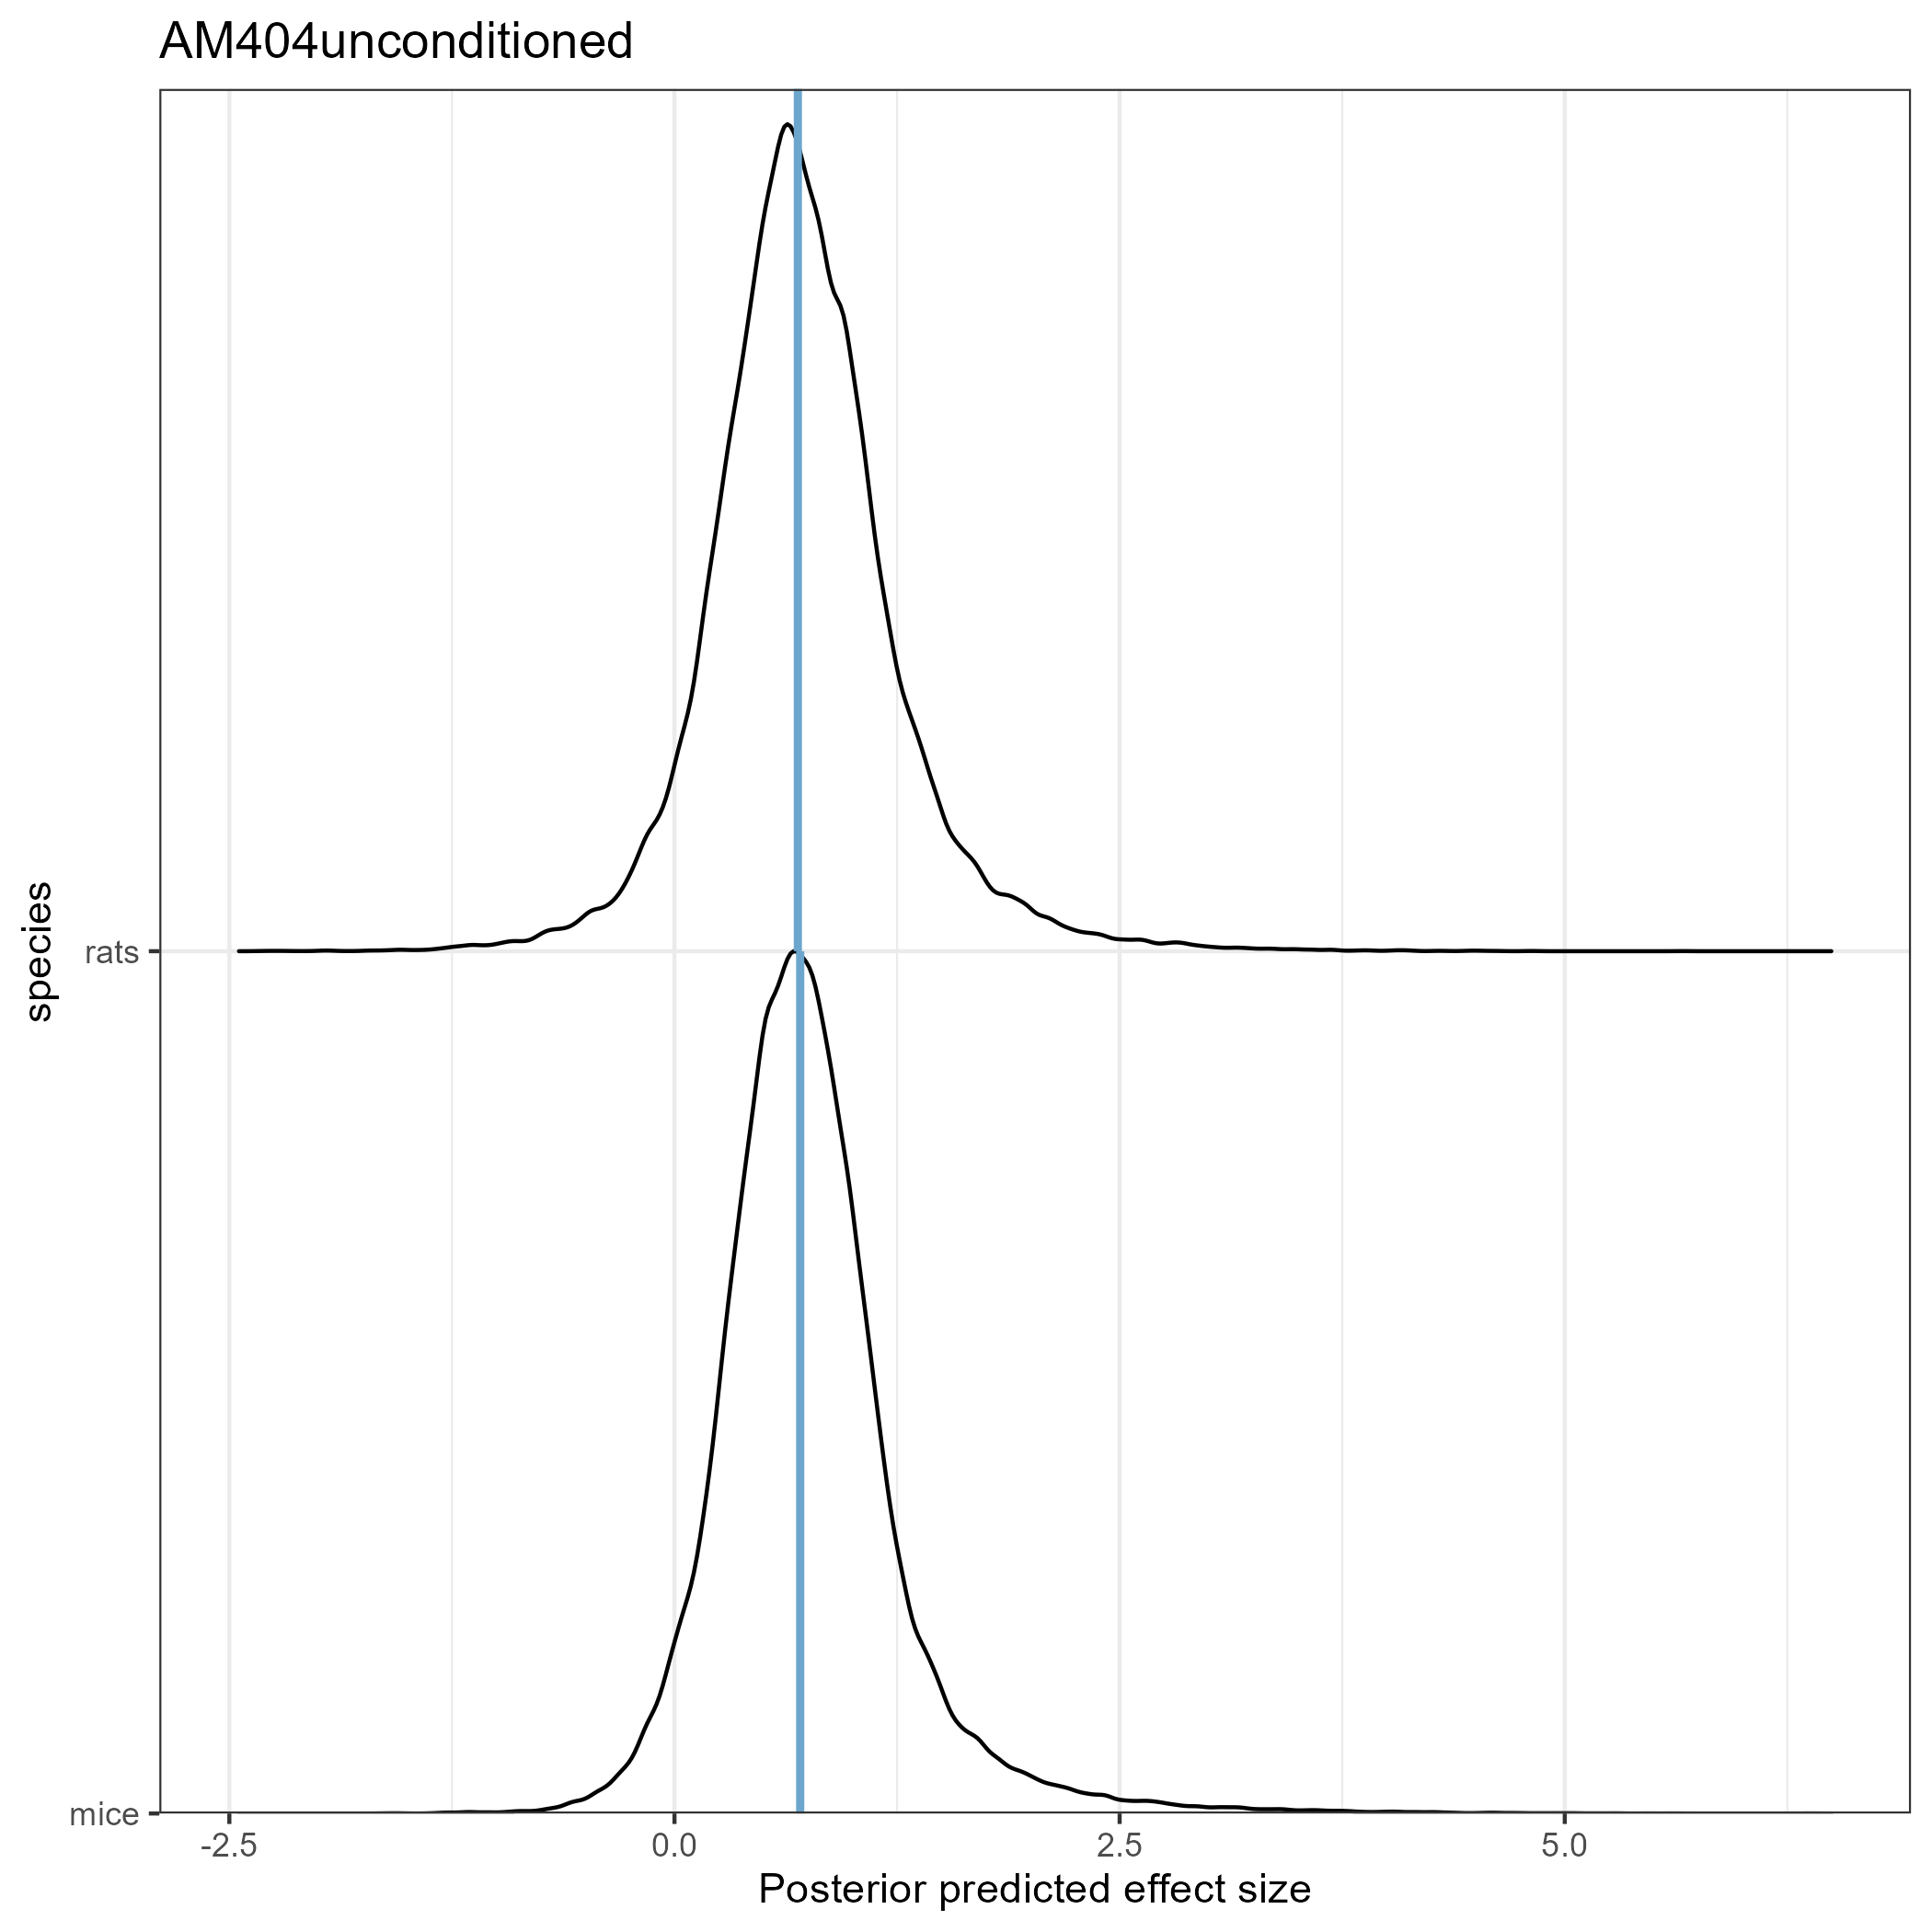 AM404unconditioned
species
rats
mice
-2.5 0.0 2.5 5.0
Posterior predicted effect size